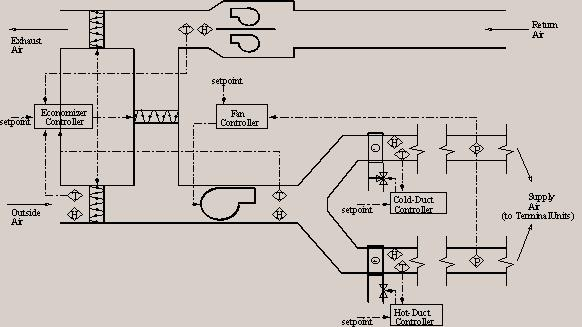 Exhaust
Air
T
H
Return
Air
setpoint
Economizer
Controller
setpoint
Fan
Controller
H
T
P
T
H
T
H
Outside
Air
Cold-Duct
Controller
setpoint
Supply
Air
(to TerminalUnits)
H
T
P
Hot-Duct
Controller
setpoint